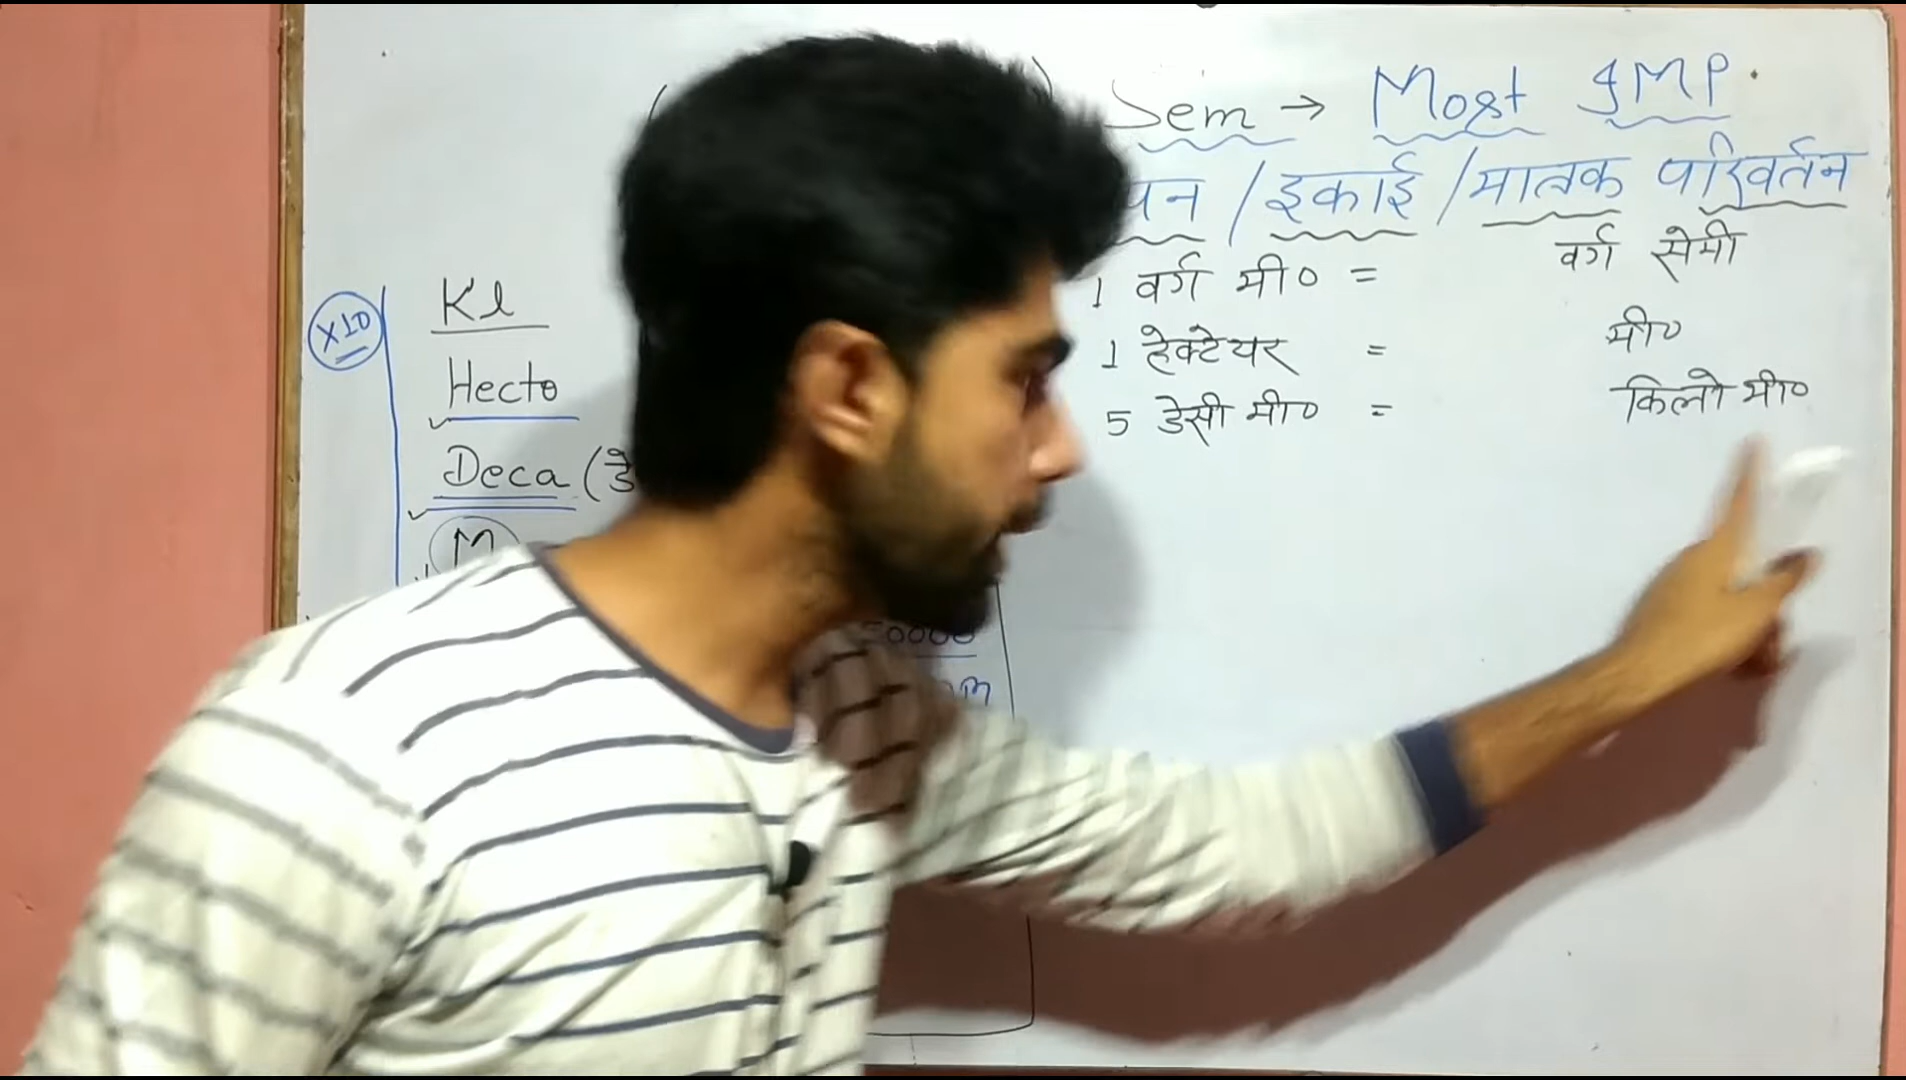 Sem → Most IMP.
/ इकाई / मात्रक परिवर्तन
1 वर्ग मी० = वर्ग सेमी
1 हेक्टेयर = मी०
5 डेसी मी० = किलो मी०
X10
Kl
Hecto
Deca (डे
M